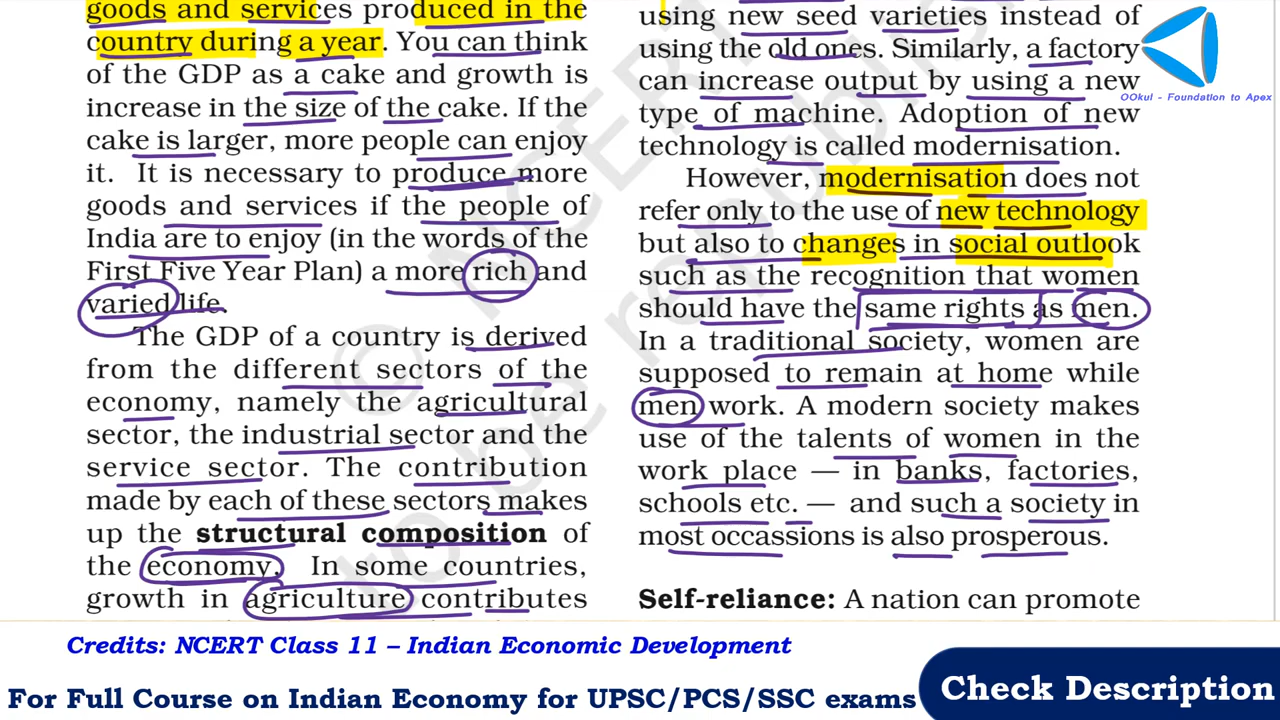 goods and services produced in the
country during a year. You can think
of the GDP as a cake and growth is
increase in the size of the cake. If the
cake is larger, more people can enjoy
it. It is necessary to produce more
goods and services if the people of
India are to enjoy (in the words of the
First Five Year Plan) a more rich and
varied life.
The GDP of a country is derived
from the different sectors of the
economy, namely the agricultural
sector, the industrial sector and the
service sector. The contribution
made by each of these sectors makes
up the structural composition of
the economy. In some countries,
growth in agriculture contributes
using new seed varieties instead of
using the old ones. Similarly, a factory
can increase output by using a new
type of machine. Adoption of new
technology is called modernisation.
However, modernisation does not
refer only to the use of new technology
but also to changes in social outlook
such as the recognition that women
should have the same rights as men.
In a traditional society, women are
supposed to remain at home while
men work. A modern society makes
use of the talents of women in the
work place — in banks, factories,
schools etc. — and such a society in
most occassions is also prosperous.
Self-reliance: A nation can promote
OOkul - Foundation to Apex
© NCERT
to be republis
Credits: NCERT Class 11 – Indian Economic Development
For Full Course on Indian Economy for UPSC/PCS/SSC exams
Check Description